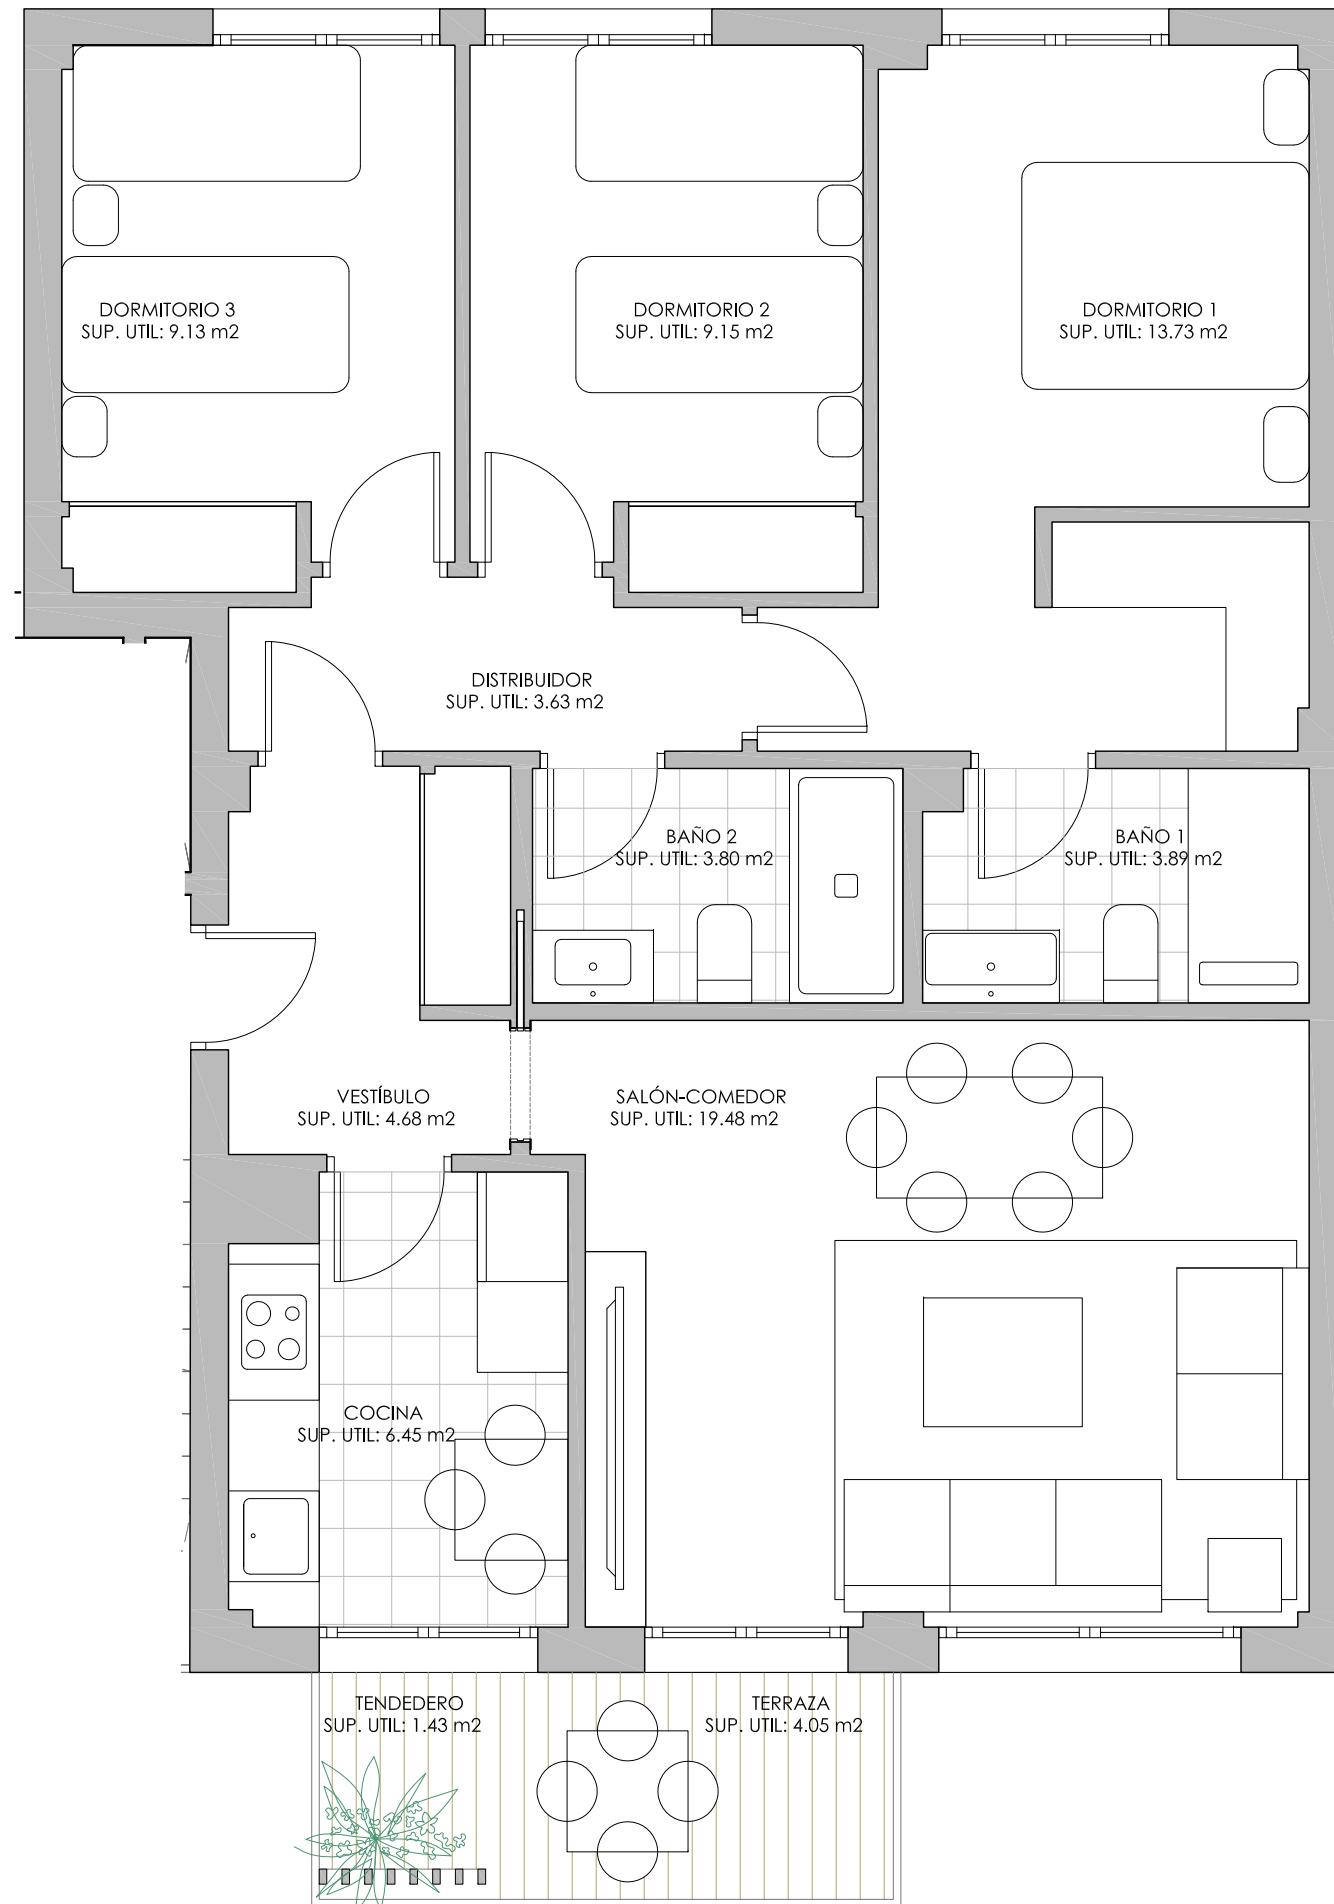 DORMITORIO 3
SUP. UTIL: 9.13 m2
DORMITORIO 2
SUP. UTIL: 9.15 m2
DORMITORIO 1
SUP. UTIL: 13.73 m2
DISTRIBUIDOR
SUP. UTIL: 3.63 m2
BAÑO 2
SUP. UTIL: 3.80 m2
BAÑO 1
SUP. UTIL: 3.89 m2
VESTÍBULO
SUP. UTIL: 4.68 m2
SALÓN-COMEDOR
SUP. UTIL: 19.48 m2
COCINA
SUP. UTIL: 6.45 m2
TENDEDERO
SUP. UTIL: 1.43 m2
TERRAZA
SUP. UTIL: 4.05 m2